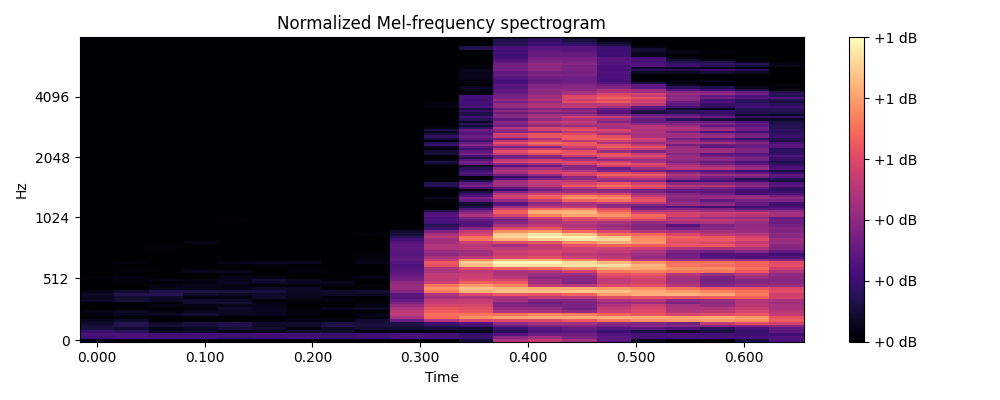 Normalized Mel-frequency spectrogram
Hz
4096
2048
1024
512
0
0.000 0.100 0.200 0.300 0.400 0.500 0.600
Time
+1 dB
+1 dB
+1 dB
+0 dB
+0 dB
+0 dB